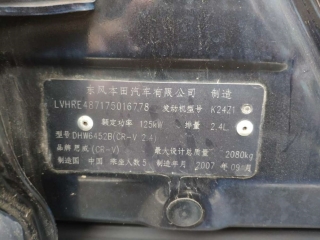 东风本田汽车有限公司 制造
LVHRE487175016778 发动机型号 K24Z1
额定功率 125kW 排量 2.4L
型号 DHW6452B(CR-V 2.4)
品牌 思威(CR-V) 最大设计总质量 2080kg
制造国 中国 乘坐人数 5 制造年月 2007 年 09 月